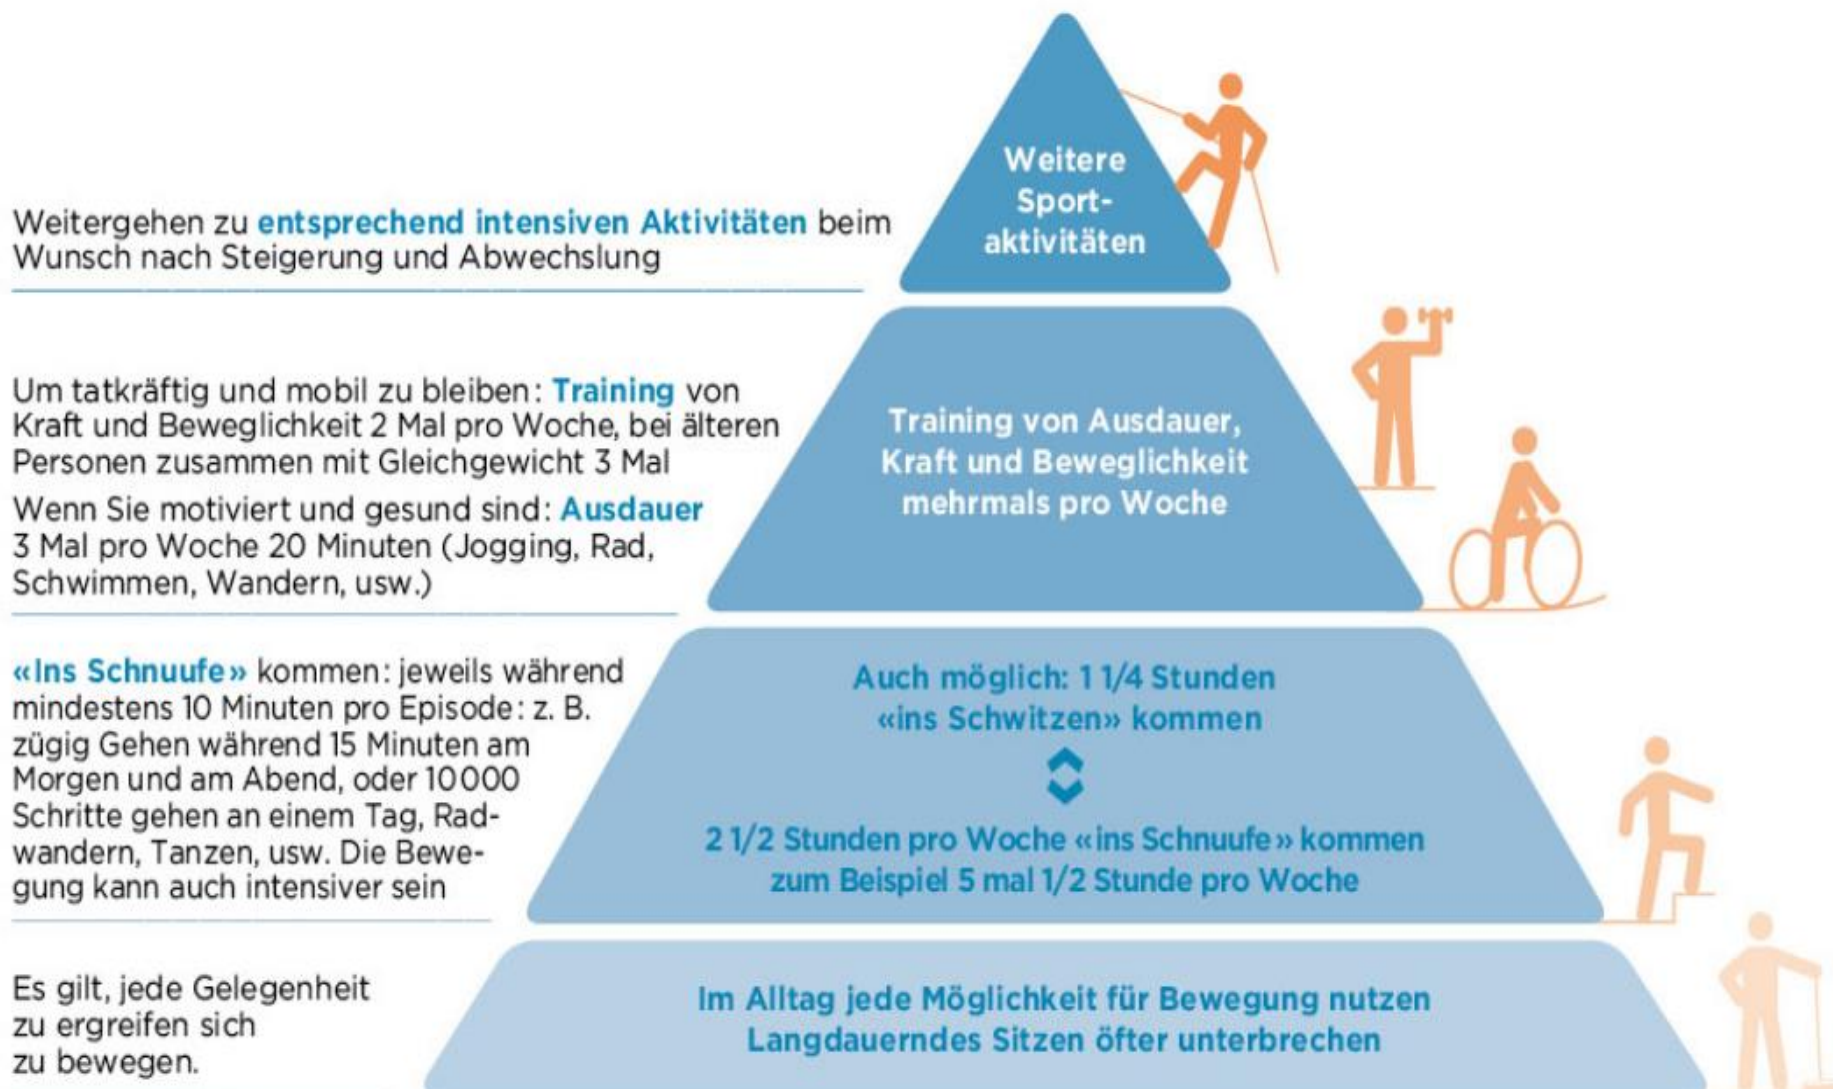 Weitere
Sport-
aktivitäten
Weitergehen zu entsprechend intensiven Aktivitäten beim
Wunsch nach Steigerung und Abwechslung
Um tatkräftig und mobil zu bleiben: Training von
Kraft und Beweglichkeit 2 Mal pro Woche, bei älteren
Personen zusammen mit Gleichgewicht 3 Mal
Wenn Sie motiviert und gesund sind: Ausdauer
3 Mal pro Woche 20 Minuten (Jogging, Rad,
Schwimmen, Wandern, usw.)
Training von Ausdauer,
Kraft und Beweglichkeit
mehrmals pro Woche
«Ins Schnuufe» kommen: jeweils während
mindestens 10 Minuten pro Episode: z. B.
zügig Gehen während 15 Minuten am
Morgen und am Abend, oder 10000
Schritte gehen an einem Tag, Rad-
wandern, Tanzen, usw. Die Bewe-
gung kann auch intensiver sein
Auch möglich: 1 1/4 Stunden
«ins Schwitzen» kommen
2 1/2 Stunden pro Woche «ins Schnuufe» kommen
zum Beispiel 5 mal 1/2 Stunde pro Woche
Es gilt, jede Gelegenheit
zu ergreifen sich
zu bewegen.
Im Alltag jede Möglichkeit für Bewegung nutzen
Langdauerndes Sitzen öfter unterbrechen